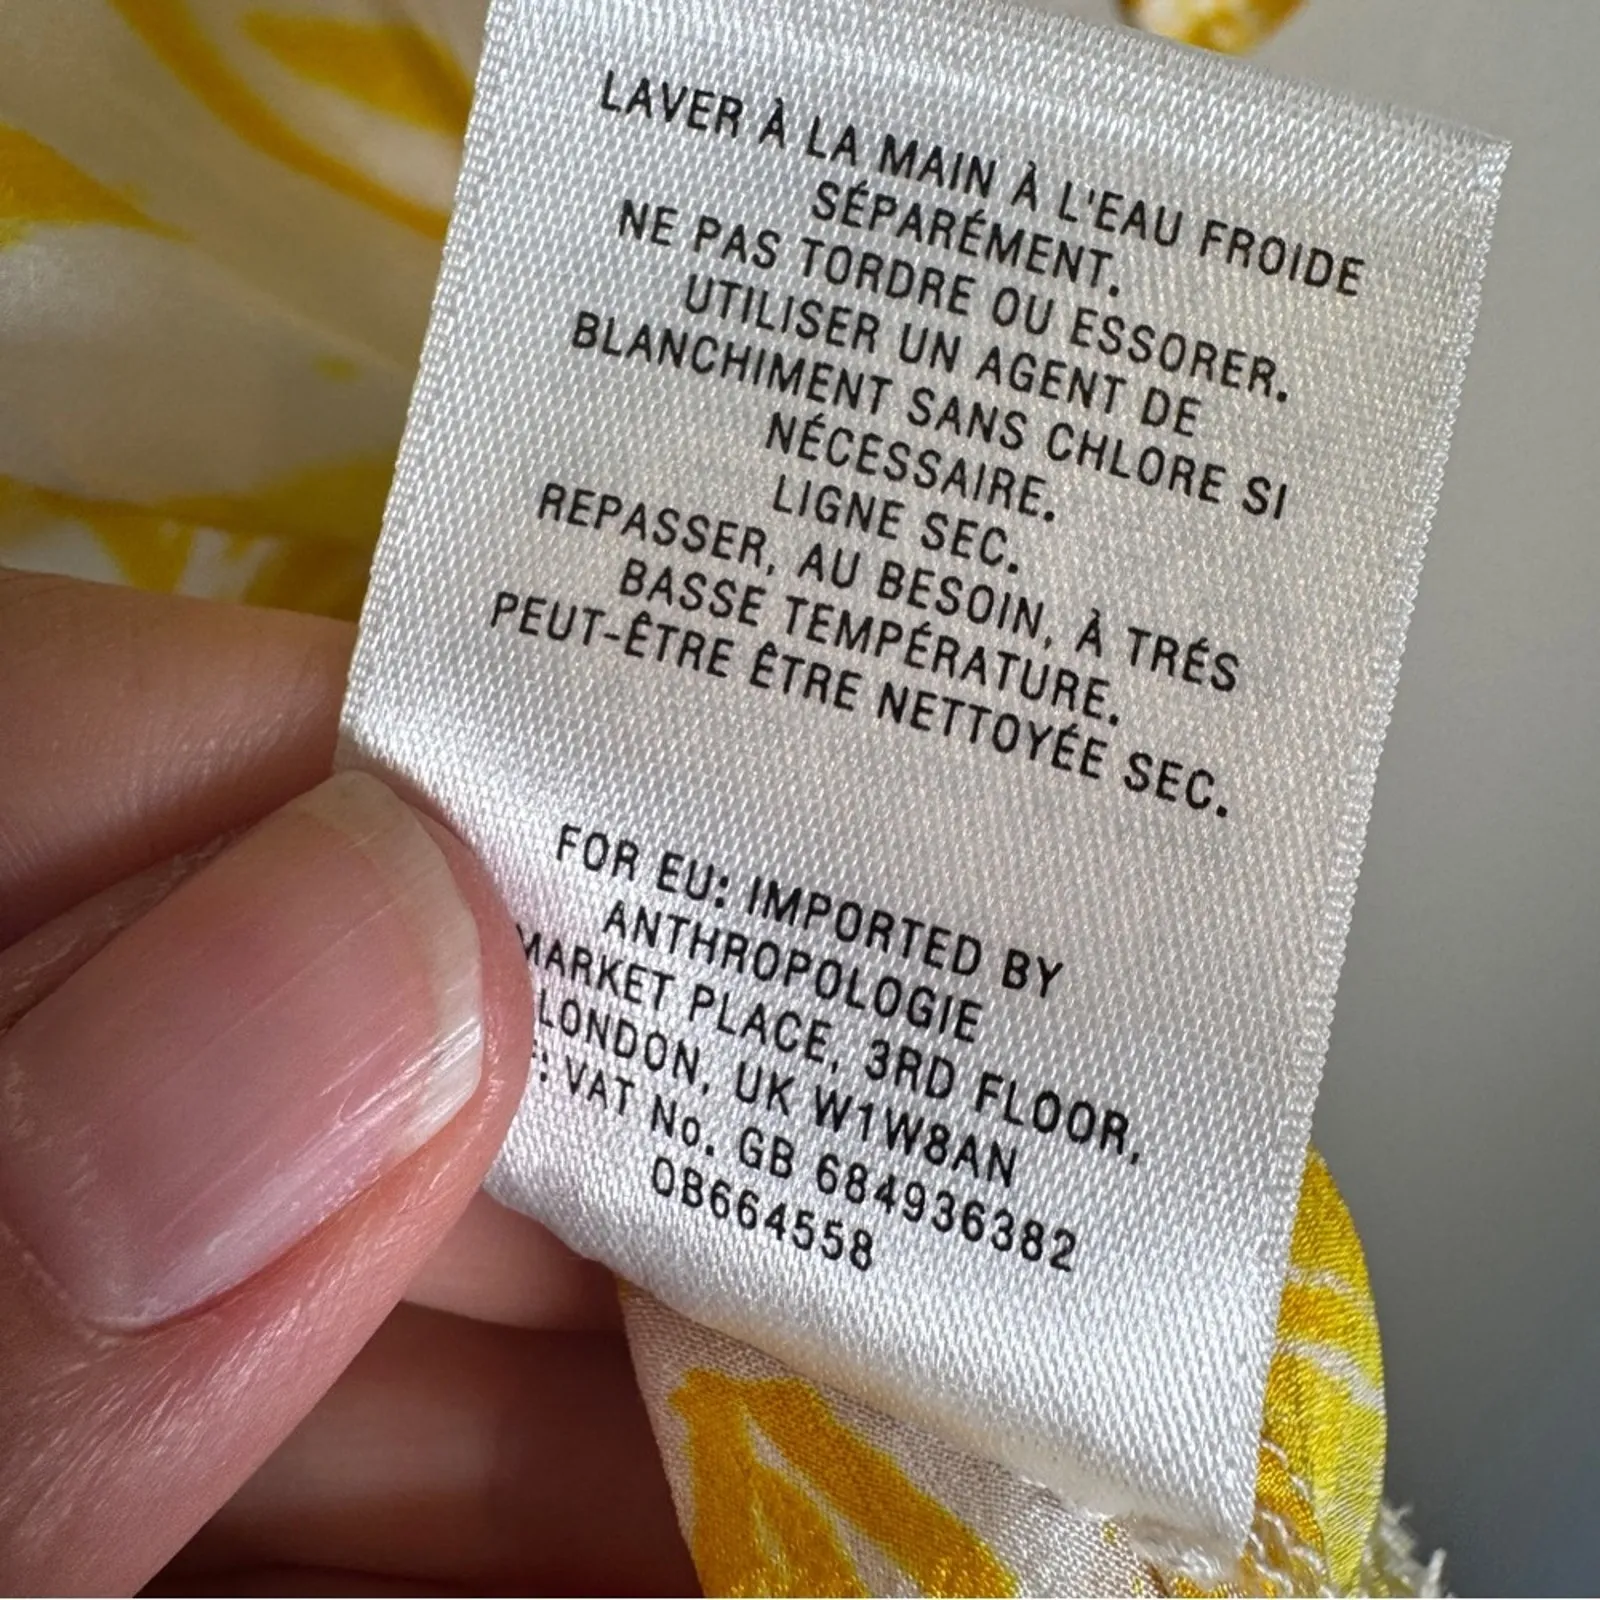 LAVER À LA MAIN À L'EAU FROIDE
SÉPARÉMENT.
NE PAS TORDRE OU ESSORER.
UTILISER UN AGENT DE
BLANCHIMENT SANS CHLORE SI
NÉCESSAIRE.
LIGNE SEC.
REPASSER, AU BESOIN, À TRÉS
BASSE TEMPÉRATURE.
PEUT-ÊTRE ÊTRE NETTOYÉE SEC.
FOR EU: IMPORTED BY
ANTHROPOLOGIE
MARKET PLACE, 3RD FLOOR,
LONDON, UK W1W8AN
: VAT No. GB 684936382
OB664558